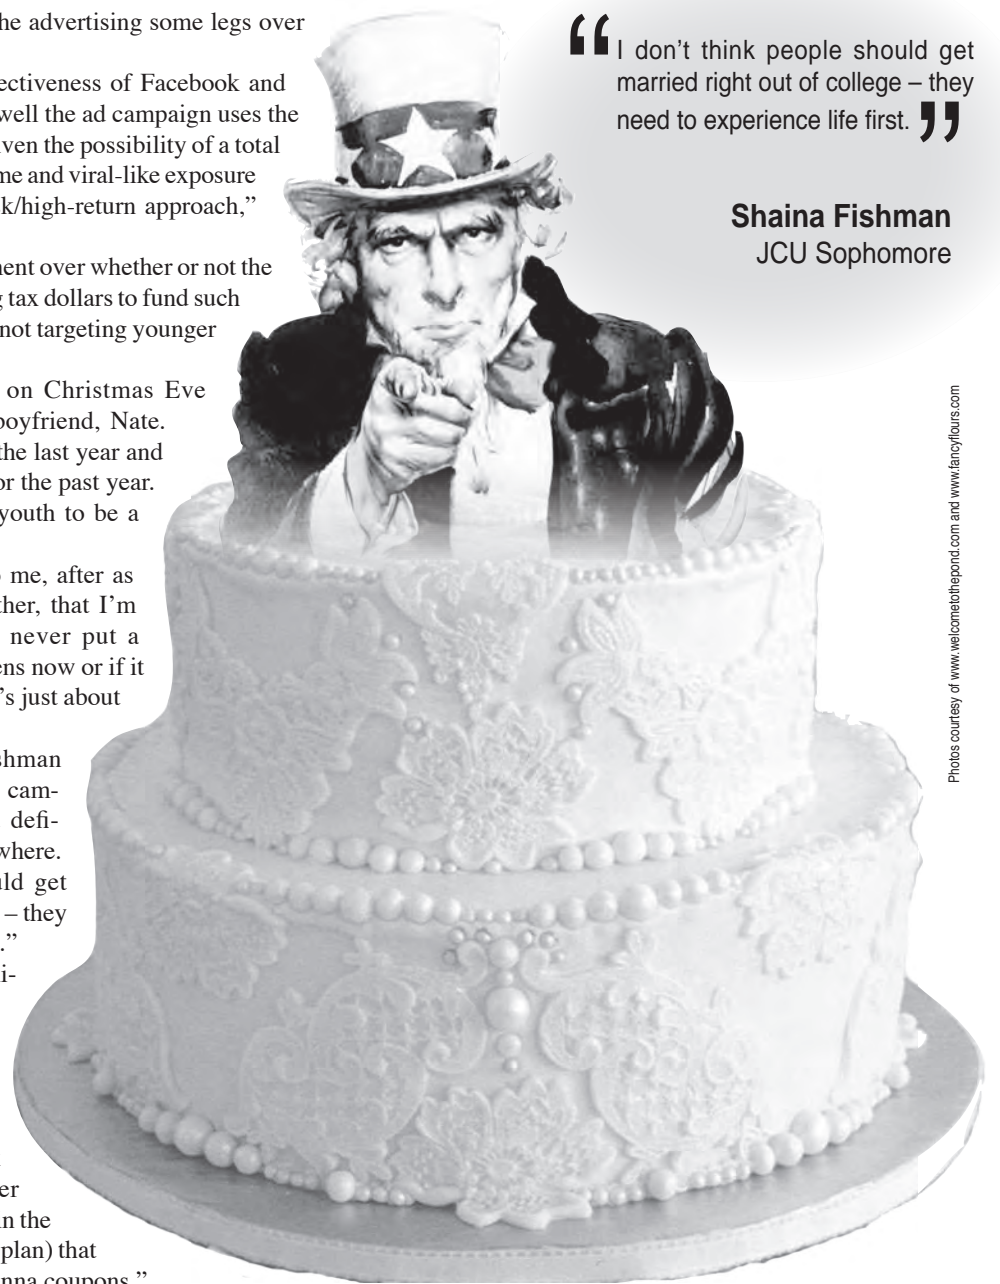 he advertising some legs over
ectiveness of Facebook and
well the ad campaign uses the
iven the possibility of a total
me and viral-like exposure
k/high-return approach,”
ment over whether or not the
g tax dollars to fund such
not targeting younger
on Christmas Eve
boyfriend, Nate.
the last year and
or the past year.
youth to be a
o me, after as
ther, that I’m
never put a
ens now or if it
’s just about
shman
cam-
defi-
where.
uld get
– they
.”
i-
er
in the
plan) that
nna coupons.”
“I don’t think people should get
married right out of college – they
need to experience life first.”
Shaina Fishman
JCU Sophomore
Photos courtesy of www.welcometothepond.com and www.fancyflours.com